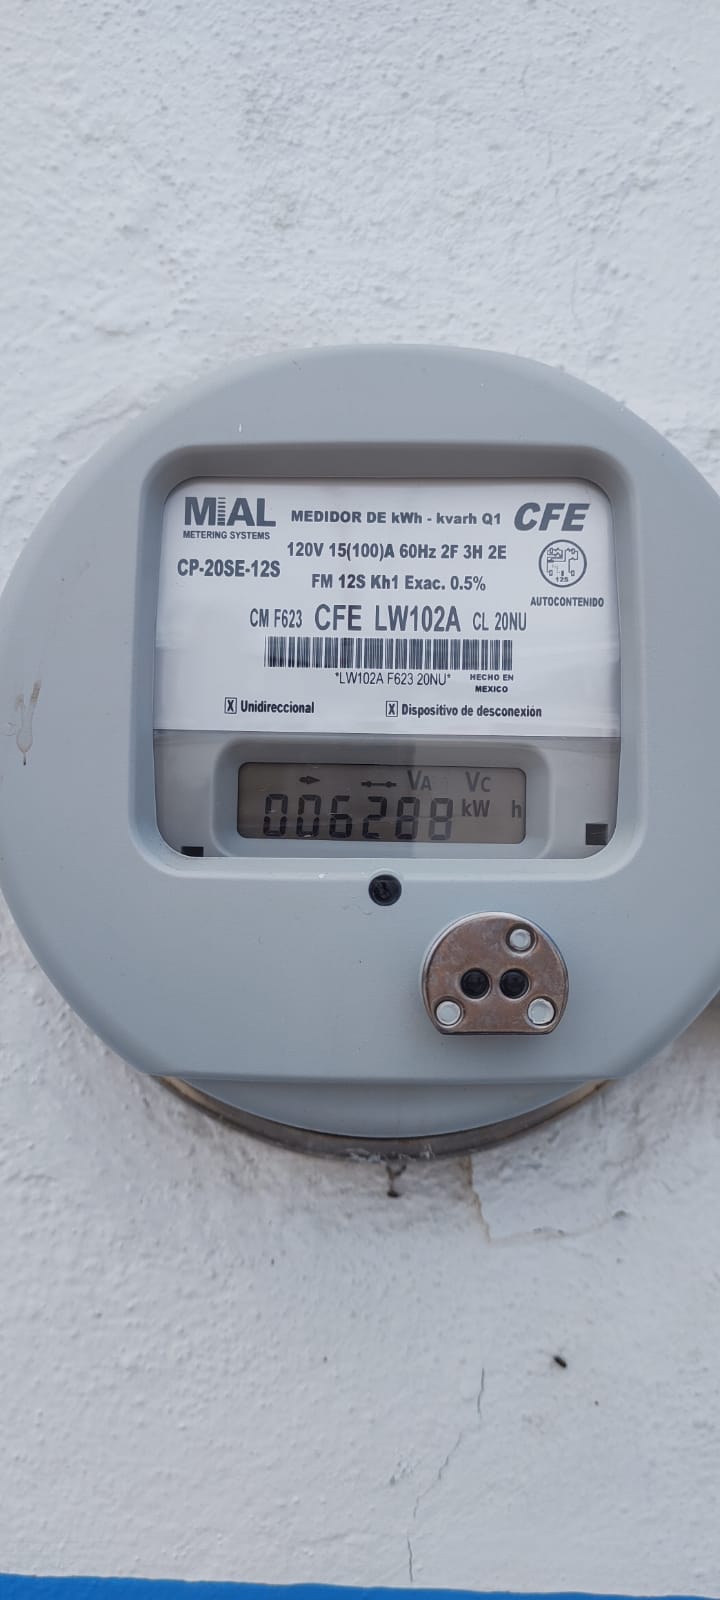 MIAL
METERING SYSTEMS
MEDIDOR DE kWh - kvarh Q1
CFE
CP-20SE-12S
120V 15(100)A 60Hz 2F 3H 2E
FM 12S Kh1 Exac. 0.5%
12S
AUTOCONTENIDO
CM F623 CFE LW102A CL 20NU
*LW102A F623 20NU*
HECHO EN
MEXICO
X Unidireccional
X Dispositivo de desconexión
VA VC
006288 kW h